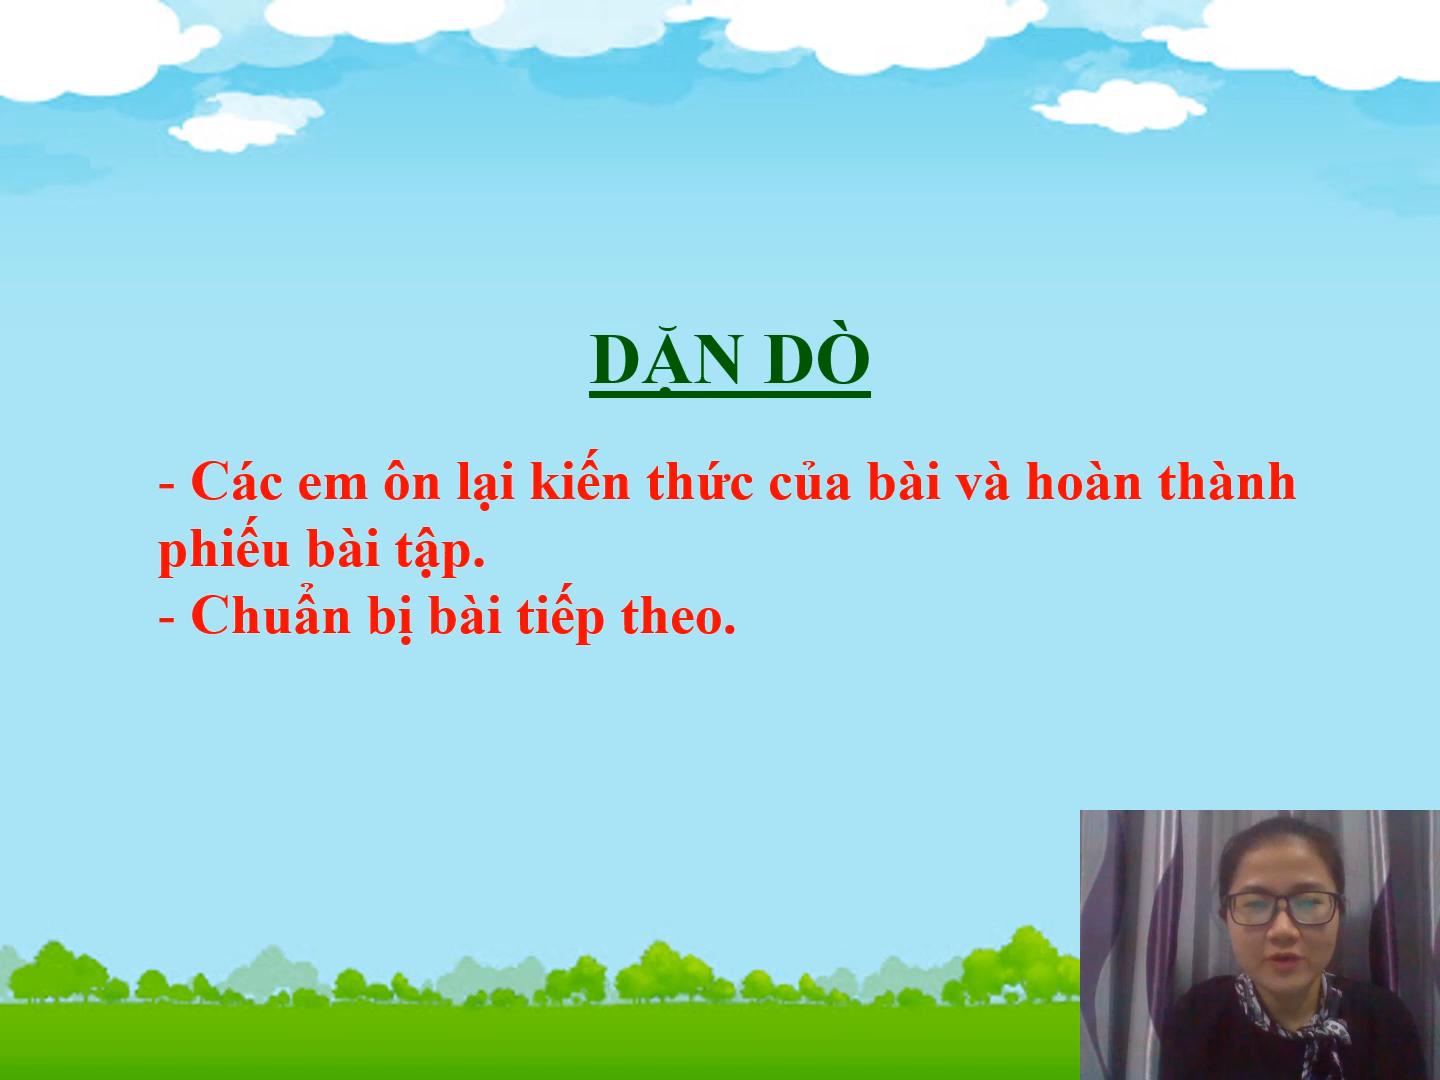 DẶN DÒ
- Các em ôn lại kiến thức của bài và hoàn thành
phiếu bài tập.
- Chuẩn bị bài tiếp theo.